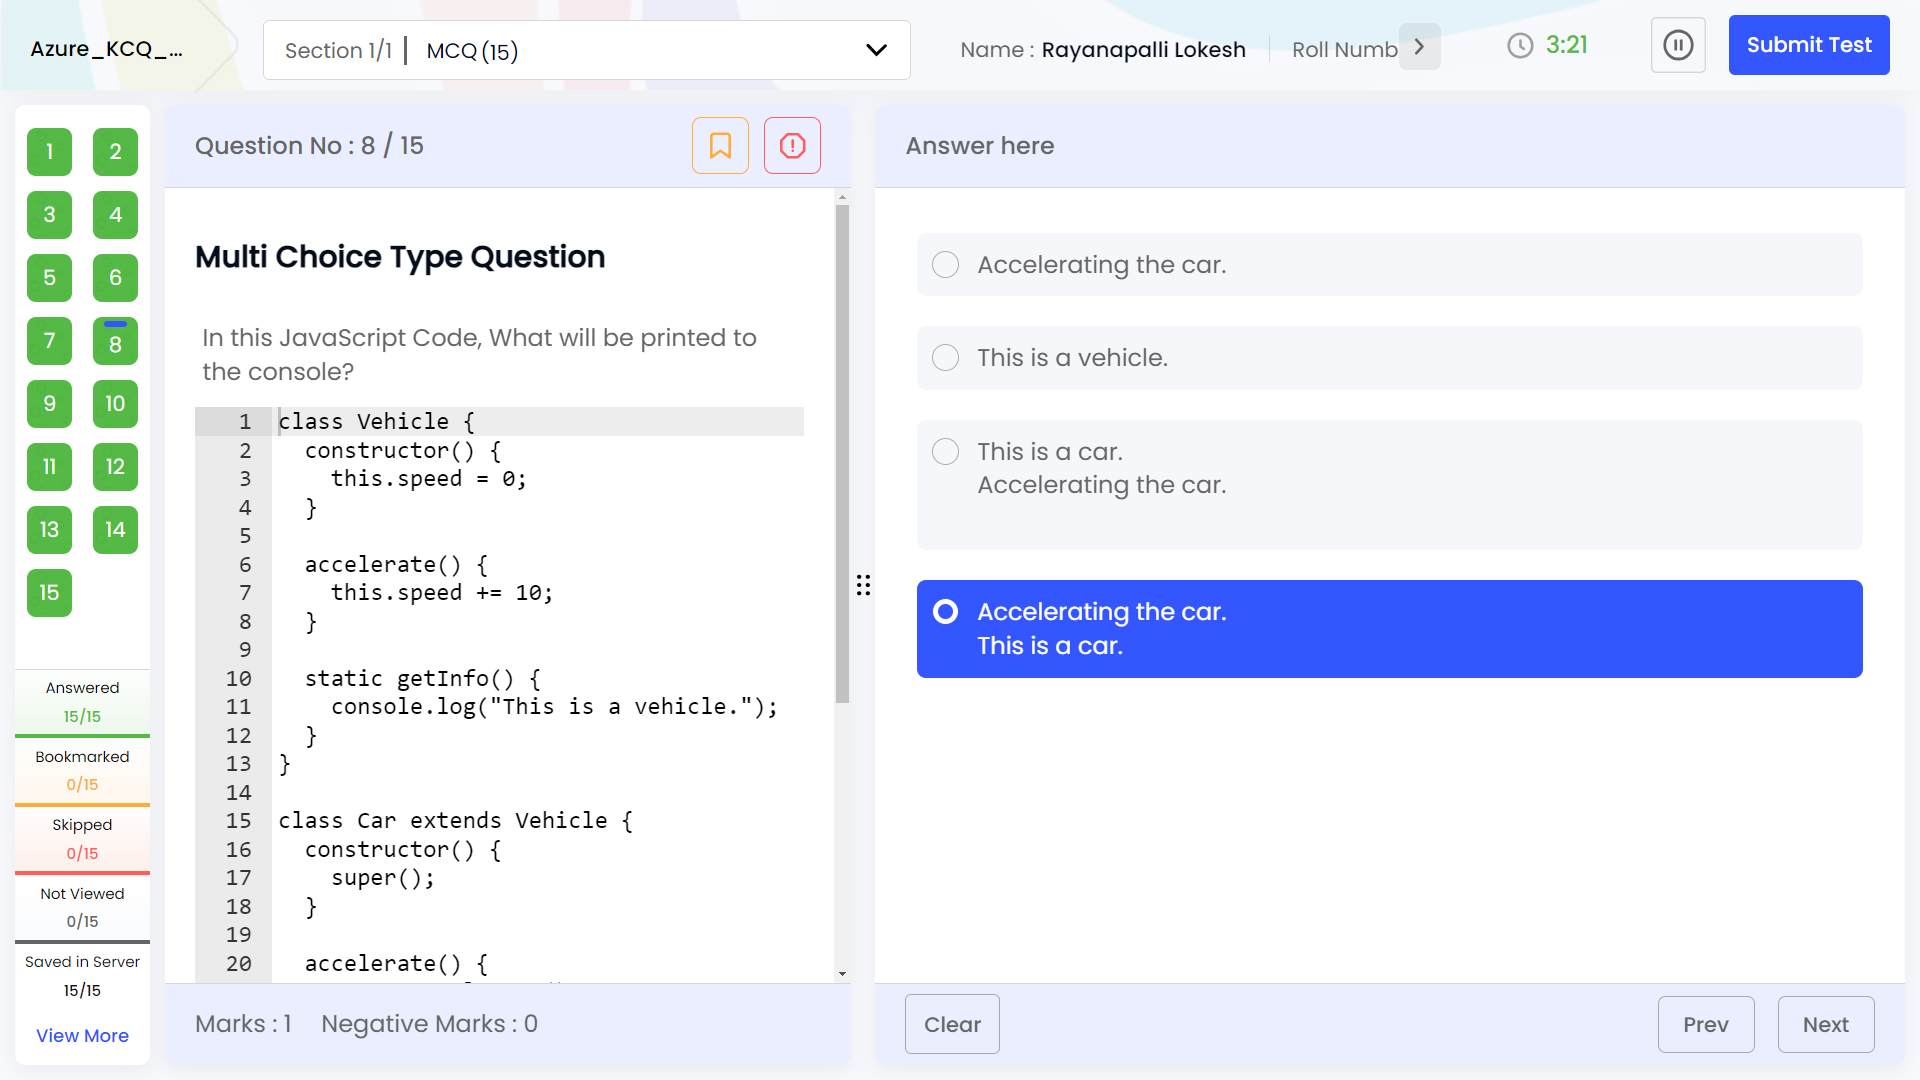 Azure_KCQ_...
Section 1/1 | MCQ (15)
Name : Rayanapalli Lokesh
Roll Numb
3:21
Submit Test
1 2
3 4
5 6
7 8
9 10
11 12
13 14
15
Answered
15/15
Bookmarked
0/15
Skipped
0/15
Not Viewed
0/15
Saved in Server
15/15
View More
Question No : 8 / 15
Multi Choice Type Question
In this JavaScript Code, What will be printed to
the console?
1 class Vehicle {
2   constructor() {
3     this.speed = 0;
4   }
5
6   accelerate() {
7     this.speed += 10;
8   }
9
10   static getInfo() {
11     console.log("This is a vehicle.");
12   }
13 }
14
15 class Car extends Vehicle {
16   constructor() {
17     super();
18   }
19
20   accelerate() {
Marks : 1 Negative Marks : 0
Answer here
Accelerating the car.
This is a vehicle.
This is a car.
Accelerating the car.
Accelerating the car.
This is a car.
Clear
Prev
Next